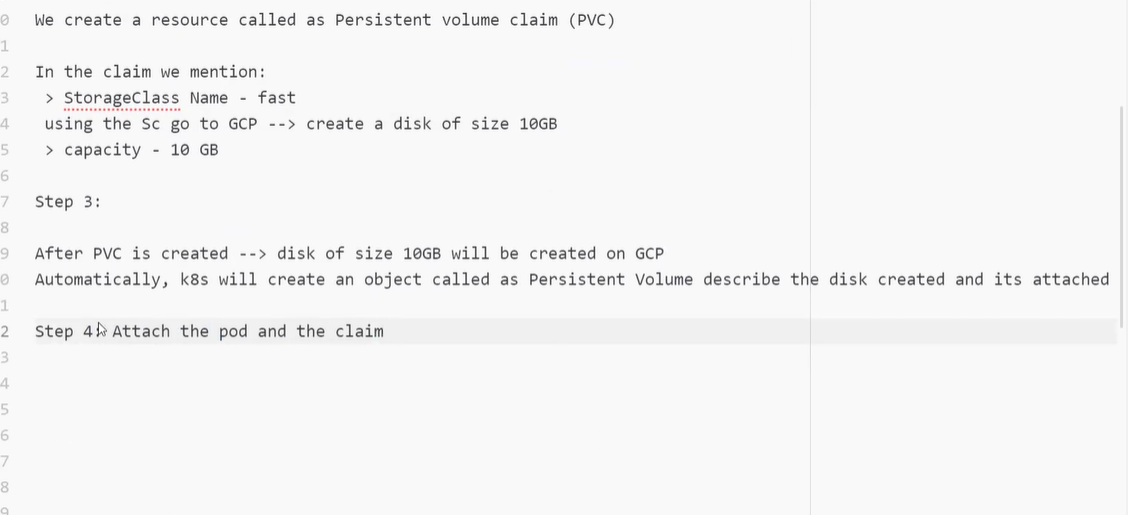 0 We create a resource called as Persistent volume claim (PVC)
1
2 In the claim we mention:
3 > StorageClass Name - fast
4 using the Sc go to GCP --> create a disk of size 10GB
5 > capacity - 10 GB
6
7 Step 3:
8
9 After PVC is created --> disk of size 10GB will be created on GCP
0 Automatically, k8s will create an object called as Persistent Volume describe the disk created and its attached
1
2 Step 4: Attach the pod and the claim
3
4
5
6
7
8
9